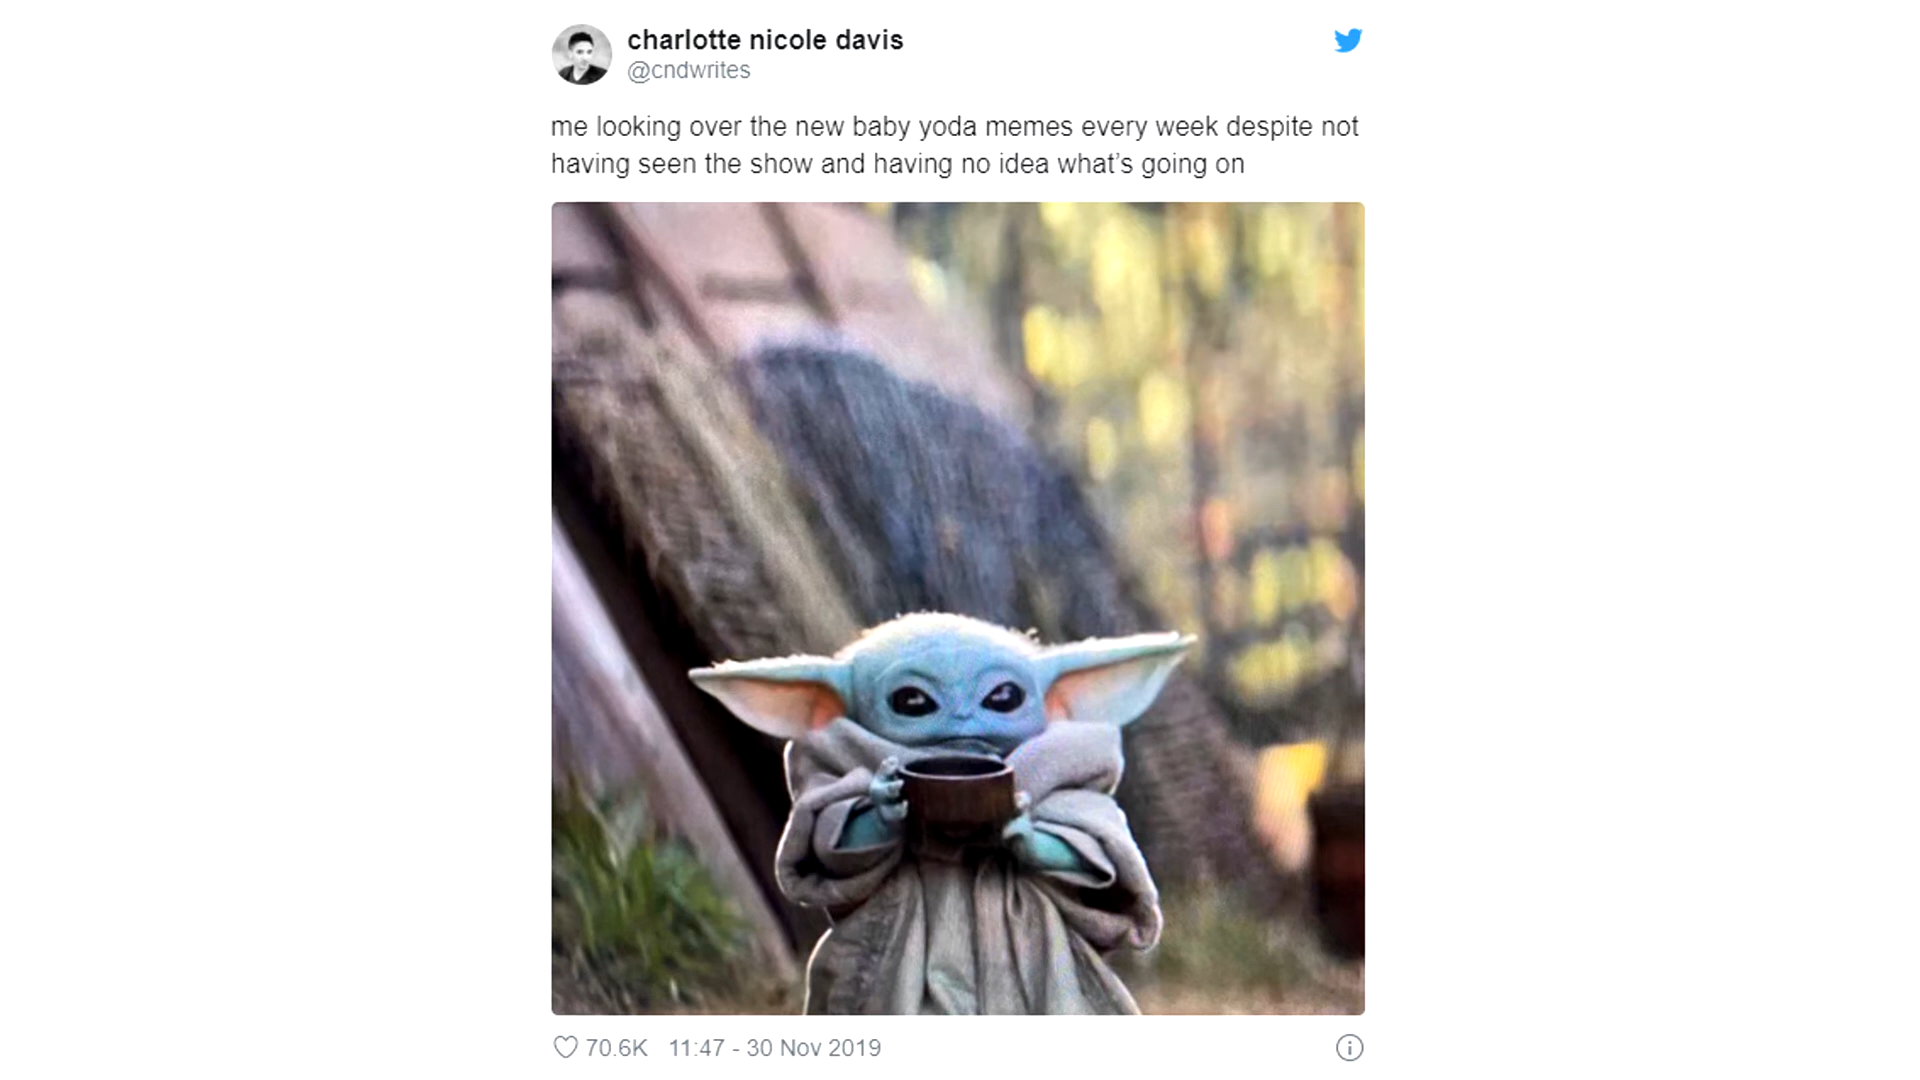 charlotte nicole davis
@cndwrites
me looking over the new baby yoda memes every week despite not
having seen the show and having no idea what’s going on
70.6K 11:47 - 30 Nov 2019